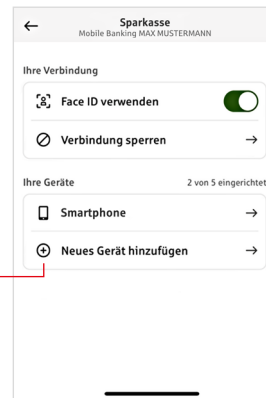 Sparkasse
Mobile Banking MAX MUSTERMANN
Ihre Verbindung
Face ID verwenden
Verbindung sperren
Ihre Geräte 2 von 5 eingerichtet
Smartphone
Neues Gerät hinzufügen